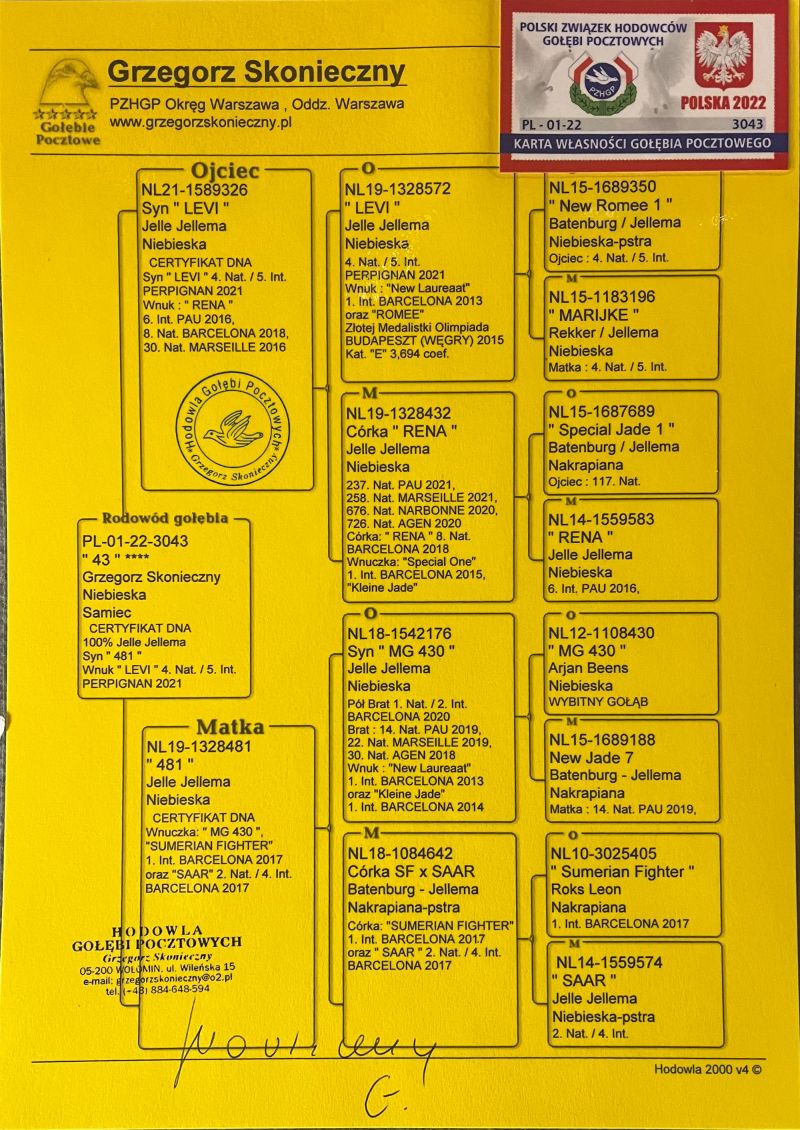 Grzegorz Skonieczny
PZHGP Okręg Warszawa , Oddz. Warszawa
www.grzegorzskonieczny.pl
Gołębie
Pocztowe
POLSKI ZWIĄZEK HODOWCÓW
GOŁĘBI POCZTOWYCH
PZHGP
POLSKA 2022
PL - 01-22 3043
KARTA WŁASNOŚCI GOŁĘBIA POCZTOWEGO
Rodowód gołębia
PL-01-22-3043
" 43 " ****
Grzegorz Skonieczny
Niebieska
Samiec
CERTYFIKAT DNA
100% Jelle Jellema
Syn " 481 "
Wnuk " LEVI " 4. Nat. / 5. Int.
PERPIGNAN 2021
Ojciec
NL21-1589326
Syn " LEVI "
Jelle Jellema
Niebieska
CERTYFIKAT DNA
Syn " LEVI " 4. Nat. / 5. Int.
PERPIGNAN 2021
Wnuk : " RENA "
6. Int. PAU 2016,
8. Nat. BARCELONA 2018,
30. Nat. MARSEILLE 2016
Hodowla Gołębi Pocztowych
Grzegorz Skonieczny
Matka
NL19-1328481
" 481 "
Jelle Jellema
Niebieska
CERTYFIKAT DNA
Wnuczka: " MG 430 ",
"SUMERIAN FIGHTER"
1. Int. BARCELONA 2017
oraz "SAAR" 2. Nat. / 4. Int.
BARCELONA 2017
O
NL19-1328572
" LEVI "
Jelle Jellema
Niebieska
4. Nat. / 5. Int.
PERPIGNAN 2021
Wnuk : "New Laureaat"
1. Int. BARCELONA 2013
oraz "ROMEE"
Złotej Medalistki Olimpiada
BUDAPESZT (WĘGRY) 2015
Kat. "E" 3,694 coef.
M
NL19-1328432
Córka " RENA "
Jelle Jellema
Niebieska
237. Nat. PAU 2021,
258. Nat. MARSEILLE 2021,
676. Nat. NARBONNE 2020,
726. Nat. AGEN 2020
Córka: " RENA " 8. Nat.
BARCELONA 2018
Wnuczka: "Special One"
1. Int. BARCELONA 2015,
"Kleine Jade"
O
NL18-1542176
Syn " MG 430 "
Jelle Jellema
Niebieska
Pół Brat 1. Nat. / 2. Int.
BARCELONA 2020
Brat : 14. Nat. PAU 2019,
22. Nat. MARSEILLE 2019,
30. Nat. AGEN 2018
Wnuk : "New Laureaat"
1. Int. BARCELONA 2013
oraz "Kleine Jade"
1. Int. BARCELONA 2014
M
NL18-1084642
Córka SF x SAAR
Batenburg - Jellema
Nakrapiana-pstra
Córka: "SUMERIAN FIGHTER"
1. Int. BARCELONA 2017
oraz " SAAR " 2. Nat. / 4. Int.
BARCELONA 2017
NL15-1689350
" New Romee 1 "
Batenburg / Jellema
Niebieska-pstra
Ojciec : 4. Nat. / 5. Int.
M
NL15-1183196
" MARIJKE "
Rekker / Jellema
Niebieska
Matka : 4. Nat. / 5. Int.
O
NL15-1687689
" Special Jade 1 "
Batenburg / Jellema
Nakrapiana
Ojciec : 117. Nat.
M
NL14-1559583
" RENA "
Jelle Jellema
Niebieska
6. Int. PAU 2016,
O
NL12-1108430
" MG 430 "
Arjan Beens
Niebieska
WYBITNY GOŁĄB
M
NL15-1689188
New Jade 7
Batenburg - Jellema
Nakrapiana
Matka : 14. Nat. PAU 2019,
O
NL10-3025405
" Sumerian Fighter "
Roks Leon
Nakrapiana
1. Int. BARCELONA 2017
M
NL14-1559574
" SAAR "
Jelle Jellema
Niebieska-pstra
2. Nat. / 4. Int.
HODOWLA
GOŁĘBI POCZTOWYCH
Grzegorz Skonieczny
05-200 WOŁOMIN, ul. Wileńska 15
e-mail: grzegorzskonieczny@o2.pl
tel. (+48) 884-648-594
G.
Hodowla 2000 v4 ©